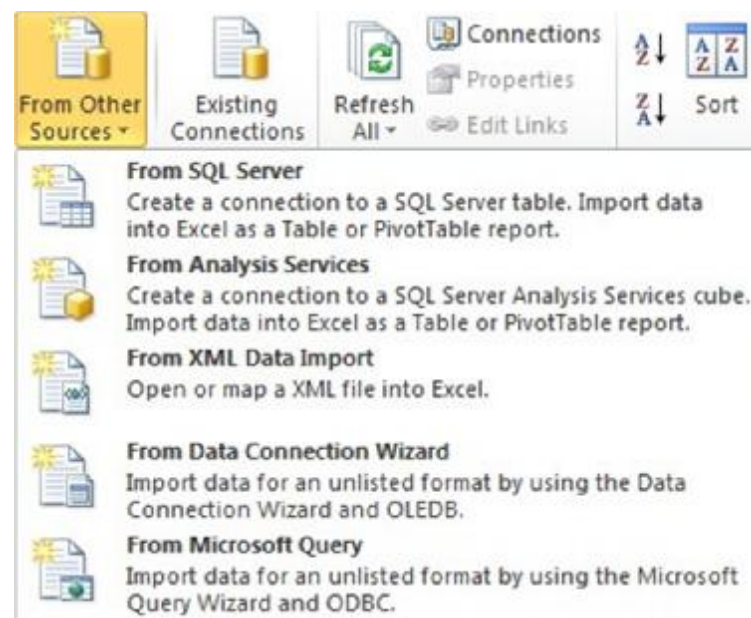 From Other
Sources
Existing
Connections
Refresh
All
Connections
Properties
Edit Links
A
Z
Z
A
A Z
Z A
Sort
From SQL Server
Create a connection to a SQL Server table. Import data
into Excel as a Table or PivotTable report.
From Analysis Services
Create a connection to a SQL Server Analysis Services cube.
Import data into Excel as a Table or PivotTable report.
From XML Data Import
Open or map a XML file into Excel.
From Data Connection Wizard
Import data for an unlisted format by using the Data
Connection Wizard and OLEDB.
From Microsoft Query
Import data for an unlisted format by using the Microsoft
Query Wizard and ODBC.